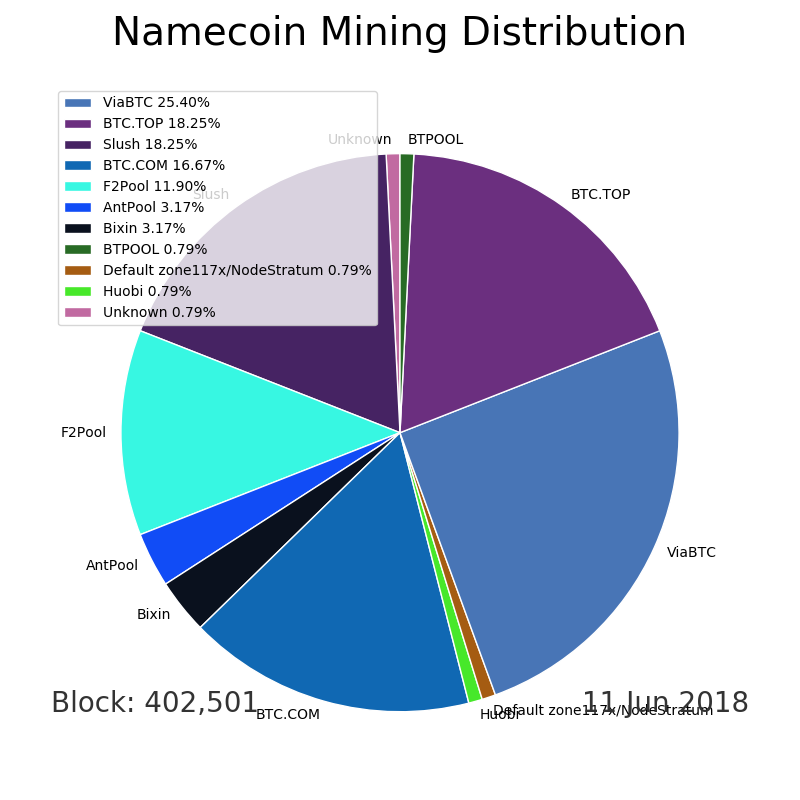 Namecoin Mining Distribution
ViaBTC 25.40%
BTC.TOP 18.25%
Slush 18.25%
BTC.COM 16.67%
F2Pool 11.90%
AntPool 3.17%
Bixin 3.17%
BTPOOL 0.79%
Default zone117x/NodeStratum 0.79%
Huobi 0.79%
Unknown 0.79%
Unknown
BTPOOL
Slush
BTC.TOP
F2Pool
ViaBTC
AntPool
Bixin
BTC.COM
Huobi
Default zone117x/NodeStratum
Block: 402,501
11 Jun 2018